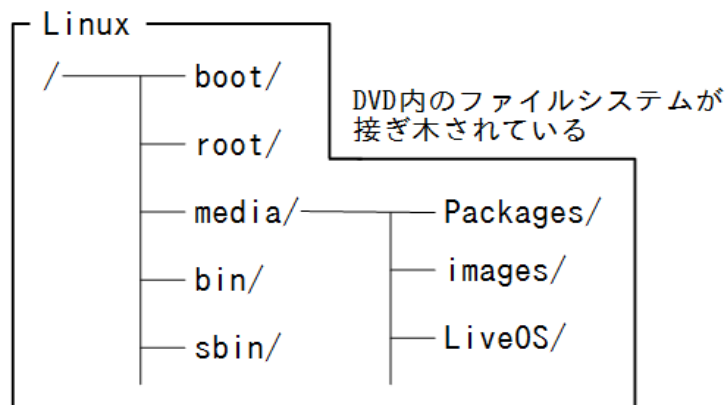 Linux
/
boot/
DVD内のファイルシステムが
接ぎ木されている
root/
media/
Packages/
bin/
images/
sbin/
LiveOS/